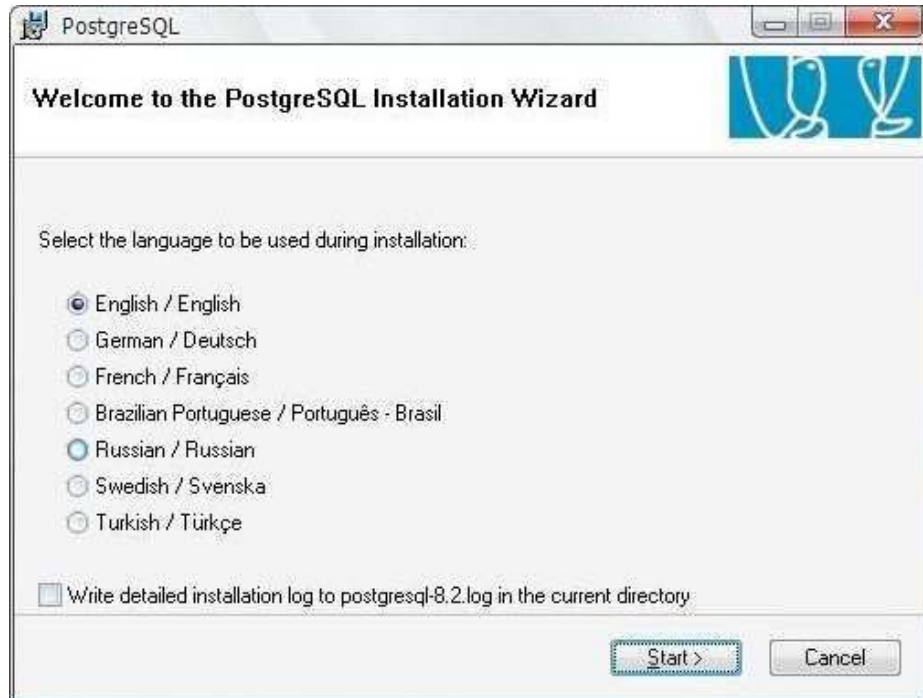 PostgreSQL
Welcome to the PostgreSQL Installation Wizard
Select the language to be used during installation:
English / English
German / Deutsch
French / Français
Brazilian Portuguese / Português - Brasil
Russian / Russian
Swedish / Svenska
Turkish / Türkçe
Write detailed installation log to postgresql-8.2.log in the current directory
Start >
Cancel